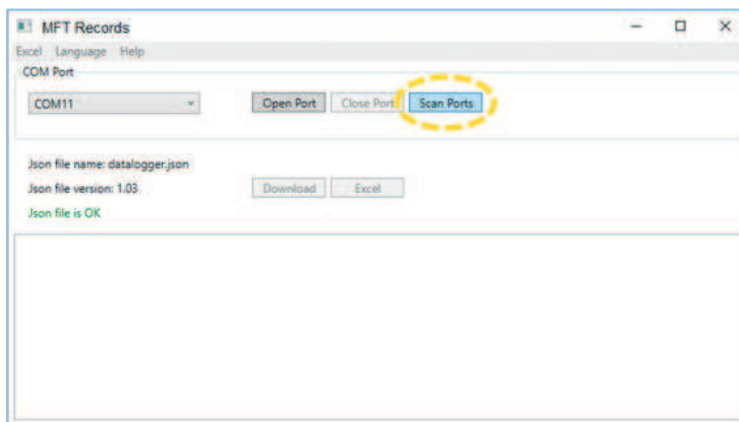 MFT Records
Excel Language Help
COM Port
COM11 Open Port Close Port Scan Ports
Json file name: datalogger.json
Json file version: 1.03 Download Excel
Json file is OK